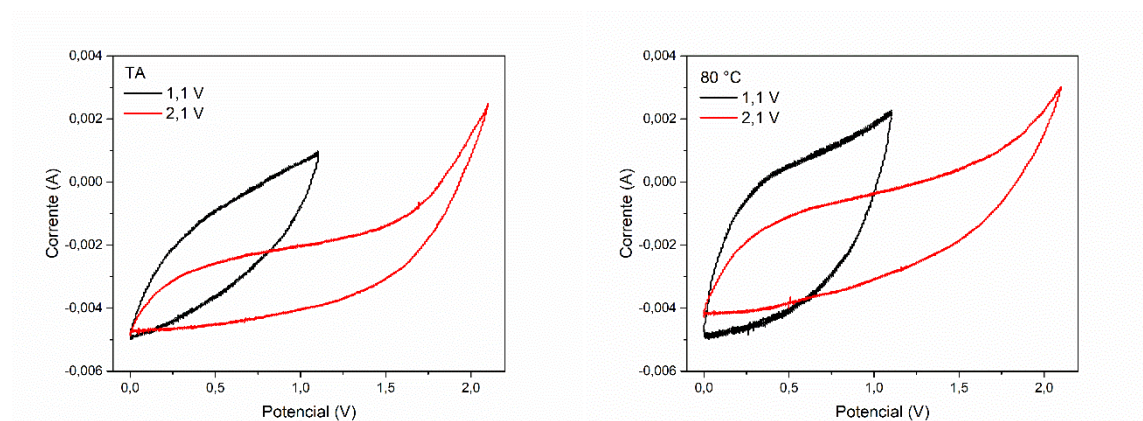 TA
1,1 V
2,1 V
0,004
0,002
0,000
-0,002
-0,004
-0,006
Corrente (A)
0,0 0,5 1,0 1,5 2,0
Potencial (V)
80 °C
1,1 V
2,1 V
0,004
0,002
0,000
-0,002
-0,004
-0,006
Corrente (A)
0,0 0,5 1,0 1,5 2,0
Potencial (V)